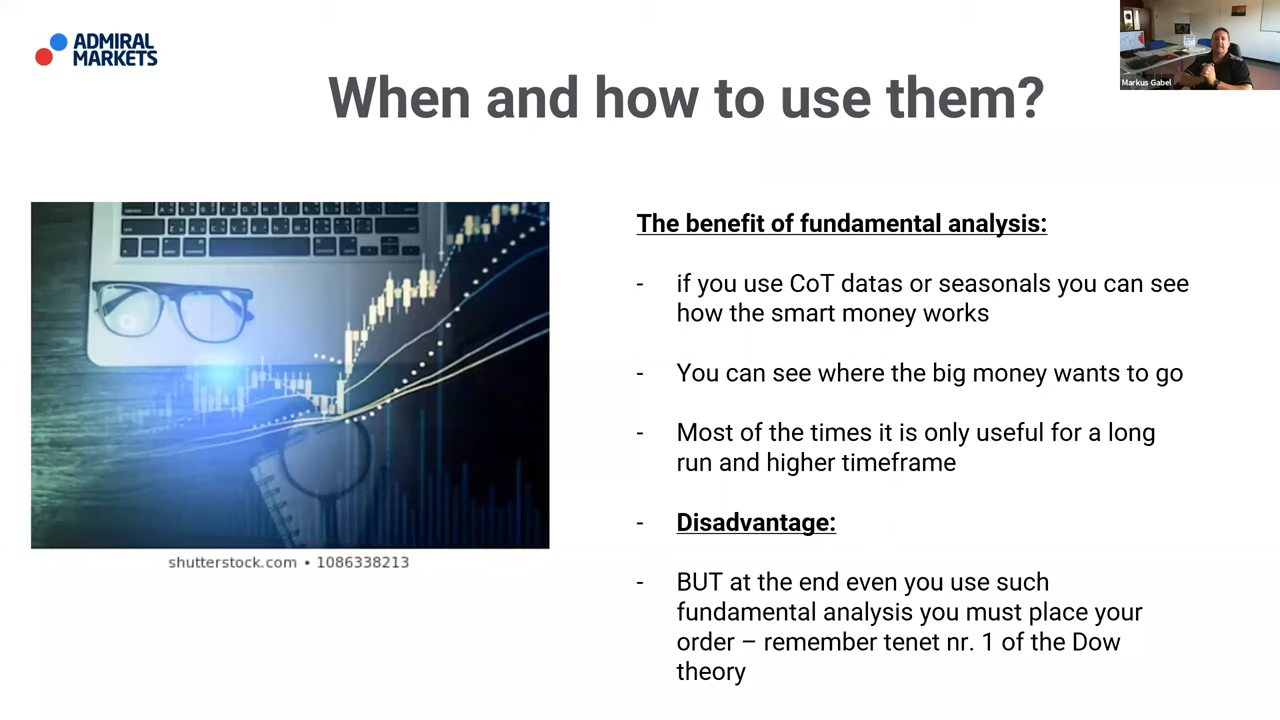 ADMIRAL
MARKETS
When and how to use them?
Markus Gabel
The benefit of fundamental analysis:
- if you use CoT datas or seasonals you can see
how the smart money works
- You can see where the big money wants to go
- Most of the times it is only useful for a long
run and higher timeframe
- Disadvantage:
- BUT at the end even you use such
fundamental analysis you must place your
order – remember tenet nr. 1 of the Dow
theory
shutterstock.com • 1086338213